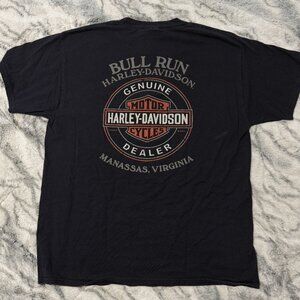 BULL RUN
HARLEY-DAVIDSON
GENUINE
MOTOR
HARLEY-DAVIDSON
CYCLES
DEALER
MANASSAS, VIRGINIA